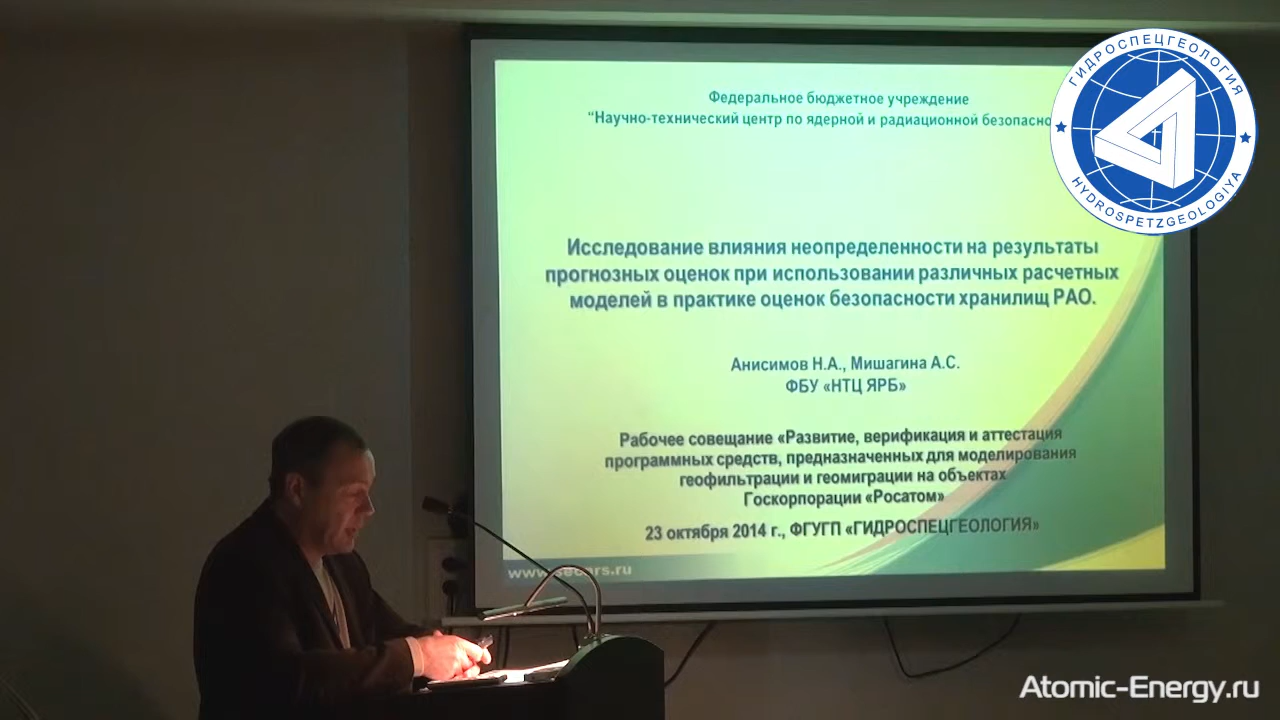 Федеральное бюджетное учреждение
"Научно-технический центр по ядерной и радиационной
ГИДРОСПЕЦГЕОЛОГИЯ
HYDROSPETZGEOLOGIYA
Исследование влияния неопределенности на результаты
прогнозных оценок при использовании различных расчетных
моделей в практике оценок безопасности хранилищ РАО.
Анисимов Н.А., Мишагина А.С.
ФБУ «НТЦ ЯРБ»
Рабочее совещание «Развитие, верификация и аттестация
программных средств, предназначенных для моделирования
геофильтрации и геомиграции на объектах
Госкорпорации «Росатом»
23 октября 2014 г., ФГУГП «ГИДРОСПЕЦГЕОЛОГИЯ»
Atomic-Energy.ru